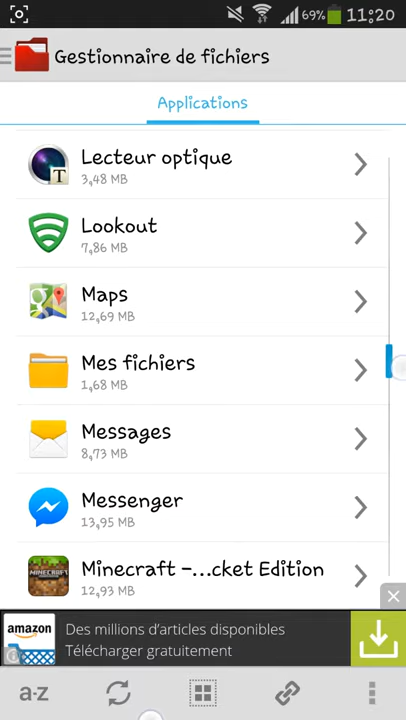 69% 11:20
Gestionnaire de fichiers
Applications
Lecteur optique
3,48 MB
T
Lookout
7,86 MB
Maps
12,69 MB
g
Mes fichiers
1,68 MB
Messages
8,73 MB
Messenger
13,95 MB
Minecraft –...cket Edition
12,93 MB
MINECRAFT
amazon
Des millions d'articles disponibles
Télécharger gratuitement
a-z